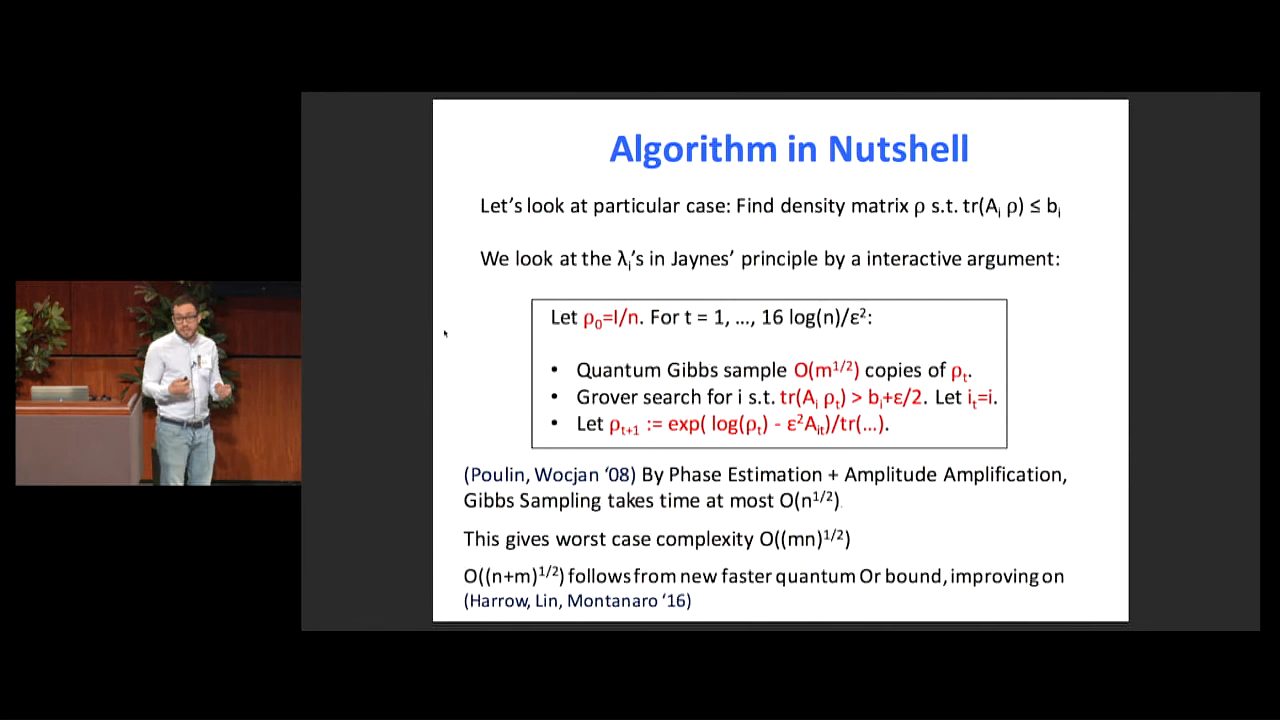 Algorithm in Nutshell
Let's look at particular case: Find density matrix ρ s.t. tr(Aᵢ ρ) ≤ bᵢ
We look at the λᵢ's in Jaynes' principle by a interactive argument:
Let ρ₀=I/n. For t = 1, ..., 16 log(n)/ε²:
• Quantum Gibbs sample O(m^1/2) copies of ρₜ.
• Grover search for i s.t. tr(Aᵢ ρₜ) > bᵢ+ε/2. Let iₜ=i.
• Let ρₜ₊₁ := exp( log(ρₜ) - ε²Aᵢₜ)/tr(...).
(Poulin, Wocjan '08) By Phase Estimation + Amplitude Amplification,
Gibbs Sampling takes time at most O(n^1/2).
This gives worst case complexity O((mn)^1/2)
O((n+m)^1/2) follows from new faster quantum Or bound, improving on
(Harrow, Lin, Montanaro '16)